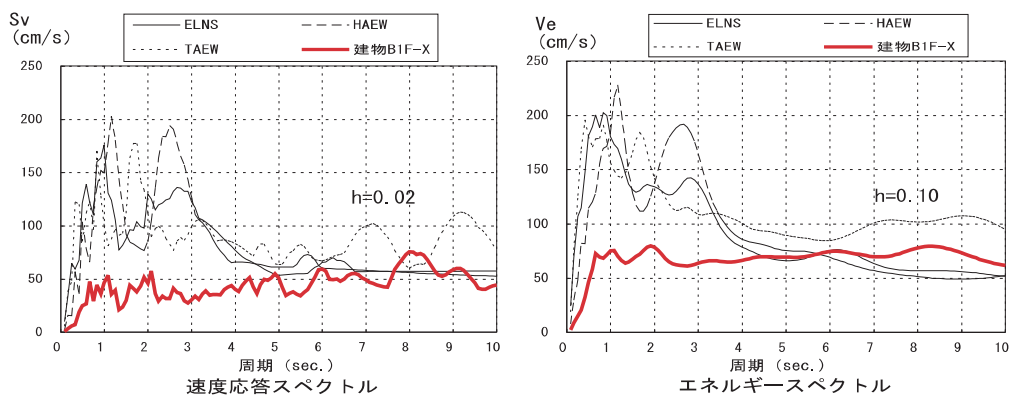 Sv
(cm/s)
ELNS
HAEW
TAEW
建物B1F-X
250
200
150
100
50
0
h=0.02
0 1 2 3 4 5 6 7 8 9 10
周期(sec.)
速度応答スペクトル
Ve
(cm/s)
ELNS
HAEW
TAEW
建物B1F-X
250
200
150
100
50
0
h=0.10
0 1 2 3 4 5 6 7 8 9 10
周期(sec.)
エネルギースペクトル